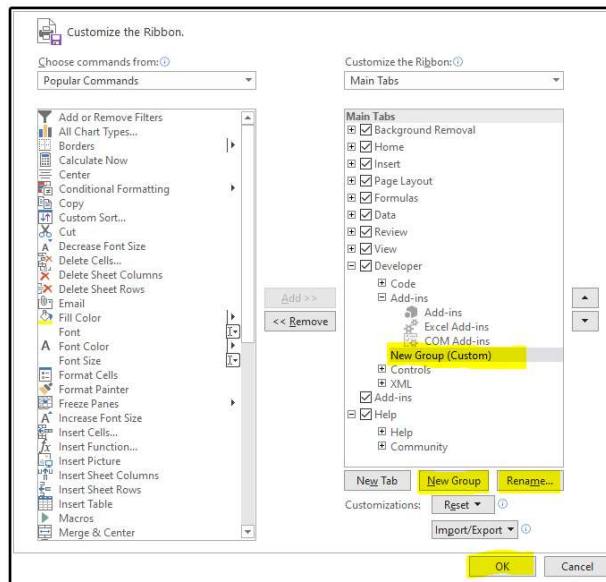 Customize the Ribbon.
Choose commands from:
Popular Commands
Add or Remove Filters
All Chart Types...
Borders
Calculate Now
Center
Conditional Formatting
Copy
Custom Sort...
Cut
Decrease Font Size
Delete Cells...
Delete Sheet Columns
Delete Sheet Rows
Email
Fill Color
Font
Font Color
Font Size
Format Cells
Format Painter
Freeze Panes
Increase Font Size
Insert Cells...
Insert Function...
Insert Picture
Insert Sheet Columns
Insert Sheet Rows
Insert Table
Macros
Merge & Center
Add >>
<< Remove
Customize the Ribbon:
Main Tabs
Main Tabs
Background Removal
Home
Insert
Page Layout
Formulas
Data
Review
View
Developer
Code
Add-ins
Add-ins
Excel Add-ins
COM Add-ins
New Group (Custom)
Controls
XML
Add-ins
Help
Help
Community
New Tab New Group Rename...
Customizations: Reset
Import/Export
OK Cancel